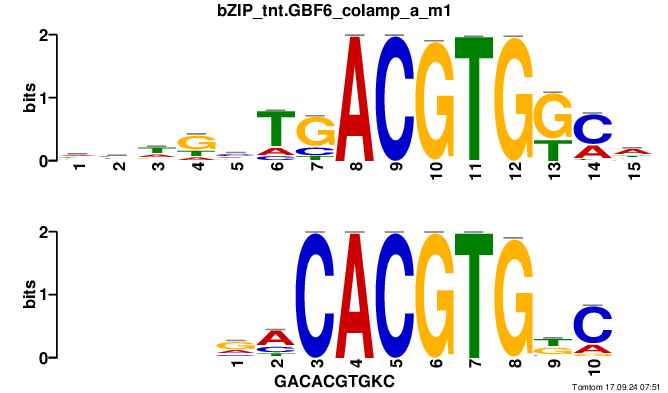 bZIP_tnt.GBF6_colamp_a_m1
bits
2
1
0
T G T G A C G T G G C
1 2 3 4 5 6 7 8 9 10 11 12 13 14 15
bits
2
1
0
G A C A C G T G T C
1 2 3 4 5 6 7 8 9 10
GACACGTGKC
Tomtom 17.09.24 07:51